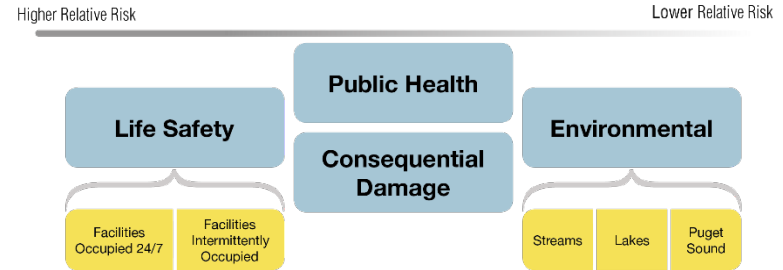 Higher Relative Risk
Lower Relative Risk
Public Health
Life Safety
Environmental
Consequential
Damage
Facilities
Occupied 24/7
Facilities
Intermittently
Occupied
Streams
Lakes
Puget
Sound